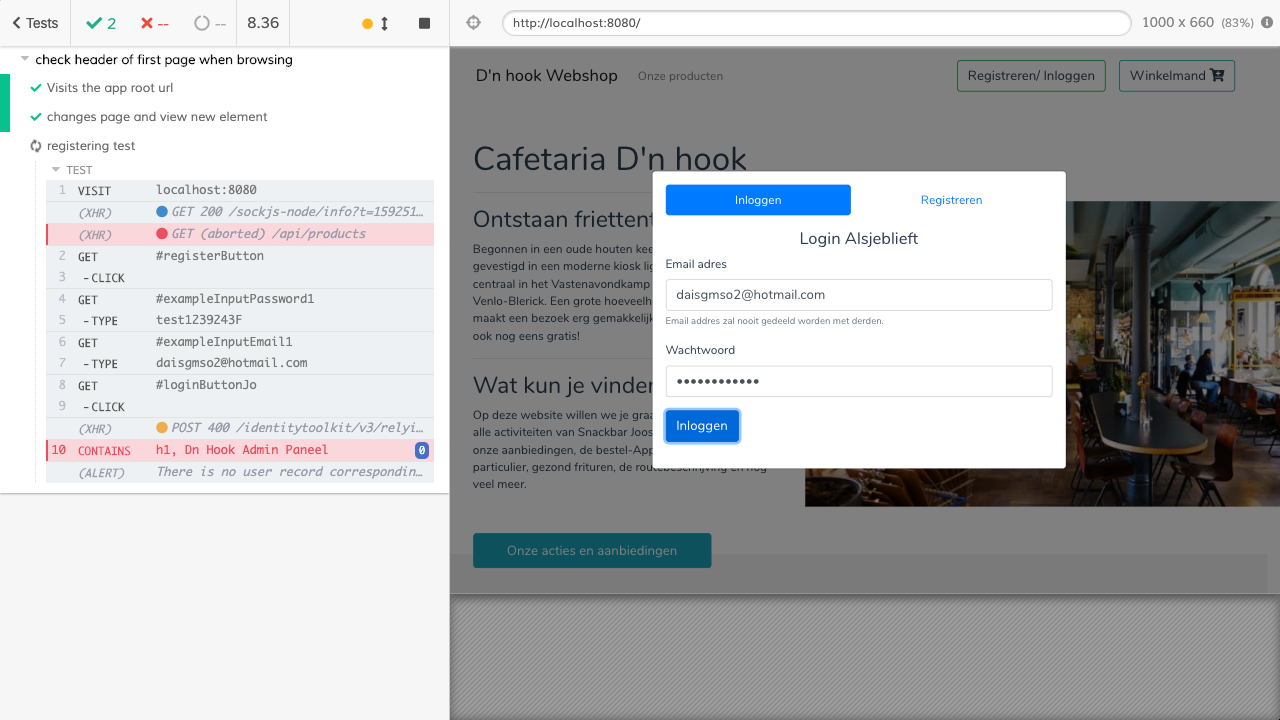 Tests
2
--
--
8.36
http://localhost:8080/
1000 x 660 (83%)
check header of first page when browsing
Visits the app root url
changes page and view new element
registering test
TEST
1 VISIT localhost:8080
(XHR) GET 200 /sockjs-node/info?t=159251…
(XHR) GET (aborted) /api/products
2 GET #registerButton
3 -CLICK
4 GET #exampleInputPassword1
5 -TYPE test1239243F
6 GET #exampleInputEmail1
7 -TYPE daisgmso2@hotmail.com
8 GET #loginButtonJo
9 -CLICK
(XHR) POST 400 /identitytoolkit/v3/relyi…
10 CONTAINS h1, Dn Hook Admin Paneel 0
(ALERT) There is no user record correspondin…
D'n hook Webshop
Onze producten
Registreren/ Inloggen
Winkelmand
Cafetaria D'n hook
Ontstaan friettent
Begonnen in een oude houten kee
gevestigd in een moderne kiosk lig
centraal in het Vastenavondkamp
Venlo-Blerick. Een grote hoeveelhe
maakt een bezoek erg gemakkelijk
ook nog eens gratis!
Wat kun je vinden
Op deze website willen we je graa
alle activiteiten van Snackbar Joos
onze aanbiedingen, de bestel-App
particulier, gezond frituren, de routebeschrijving en nog
veel meer.
Onze acties en aanbiedingen
Inloggen
Registreren
Login Alsjeblieft
Email adres
daisgmso2@hotmail.com
Email addres zal nooit gedeeld worden met derden.
Wachtwoord
••••••••••••
Inloggen